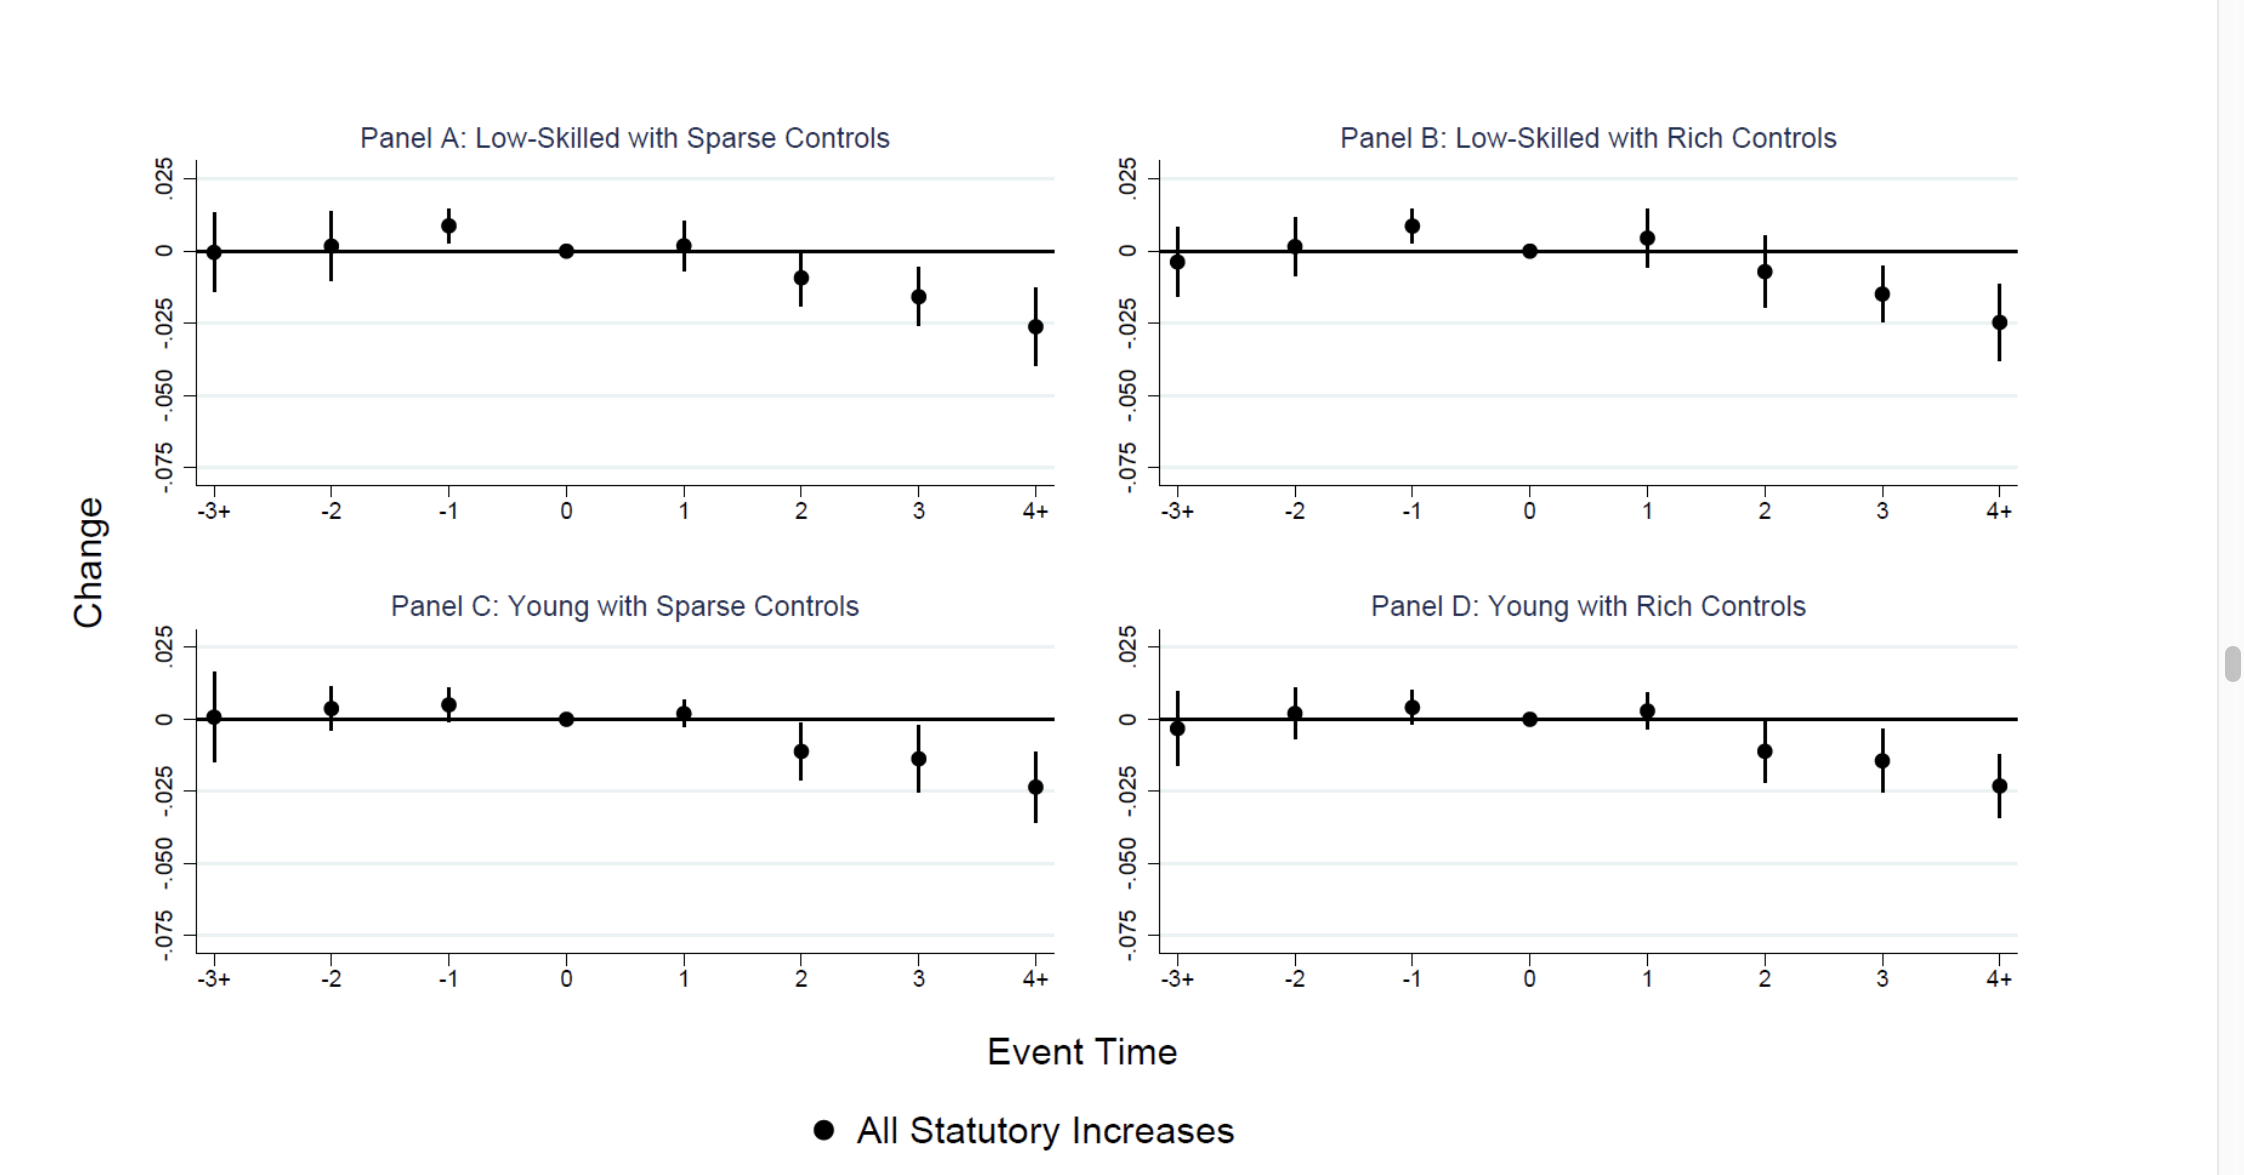 Panel A: Low-Skilled with Sparse Controls
.025
0
-.025
-.050
-.075
-3+ -2 -1 0 1 2 3 4+
Panel B: Low-Skilled with Rich Controls
.025
0
-.025
-.050
-.075
-3+ -2 -1 0 1 2 3 4+
Change
Panel C: Young with Sparse Controls
.025
0
-.025
-.050
-.075
-3+ -2 -1 0 1 2 3 4+
Panel D: Young with Rich Controls
.025
0
-.025
-.050
-.075
-3+ -2 -1 0 1 2 3 4+
Event Time
All Statutory Increases